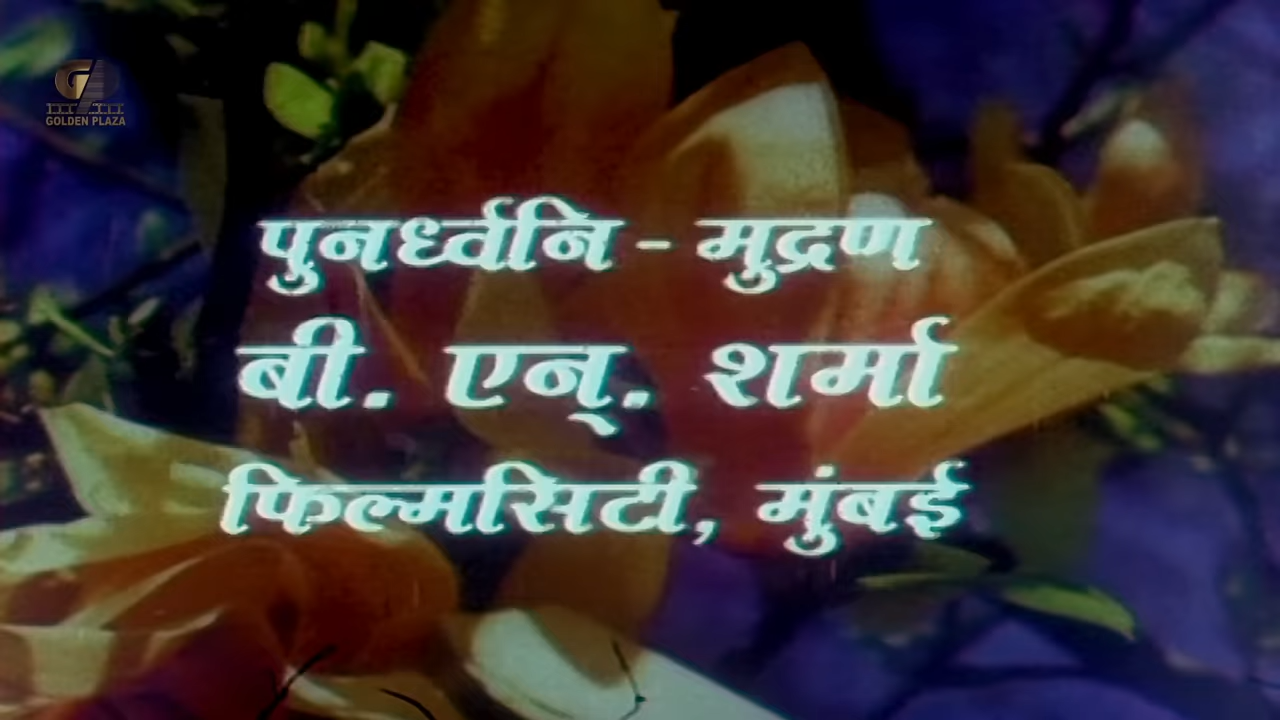 GOLDEN PLAZA
पुनर्ध्वनि - मुद्रण
बी. एन्. शर्मा
फिल्मसिटी, मुंबई